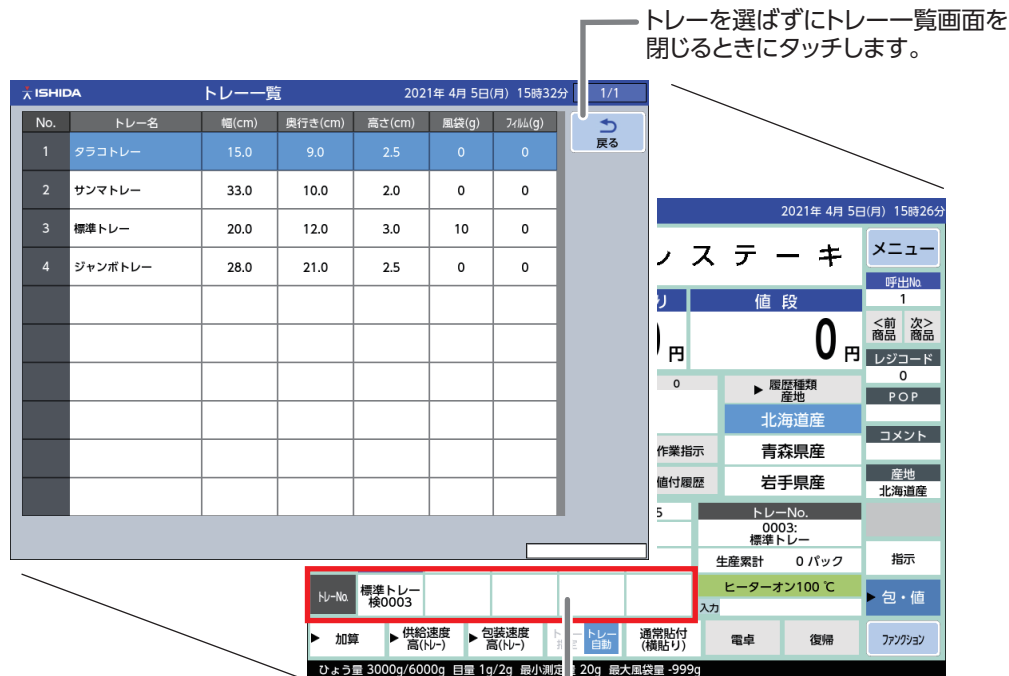 トレーを選ばずにトレー一覧画面を
閉じるときにタッチします。
ISHIDA トレー一覧 2021年 4月 5日(月) 15時32分 1/1
No. トレー名 幅(cm) 奥行き(cm) 高さ(cm) 風袋(g) フィルム(g)
1 タラコトレー 15.0 9.0 2.5 0 0
2 サンマトレー 33.0 10.0 2.0 0 0
3 標準トレー 20.0 12.0 3.0 10 0
4 ジャンボトレー 28.0 21.0 2.5 0 0
戻る
2021年 4月 5日(月) 15時26分
ステーキ
メニュー
呼出No.
1
値段
0 円
円
<前商品 次>商品
レジコード
0
POP
コメント
産地
北海道産
0
▶ 履歴種類
産地
北海道産
作業指示 青森県産
値付履歴 岩手県産
トレーNo.
0003:
標準トレー
生産累計 0 パック
指示
ヒーターオン100 ℃
入力
▶ 包・値
トレーNo. 標準トレー
検0003
▶ 加算
▶ 供給速度
高(トレー)
▶ 包装速度
高(トレー)
トレー
自動
通常貼付
(横貼り)
電卓
復帰
ファンクション
ひょう量 3000g/6000g 目量 1g/2g 最小測定 20g 最大風袋量 -999g